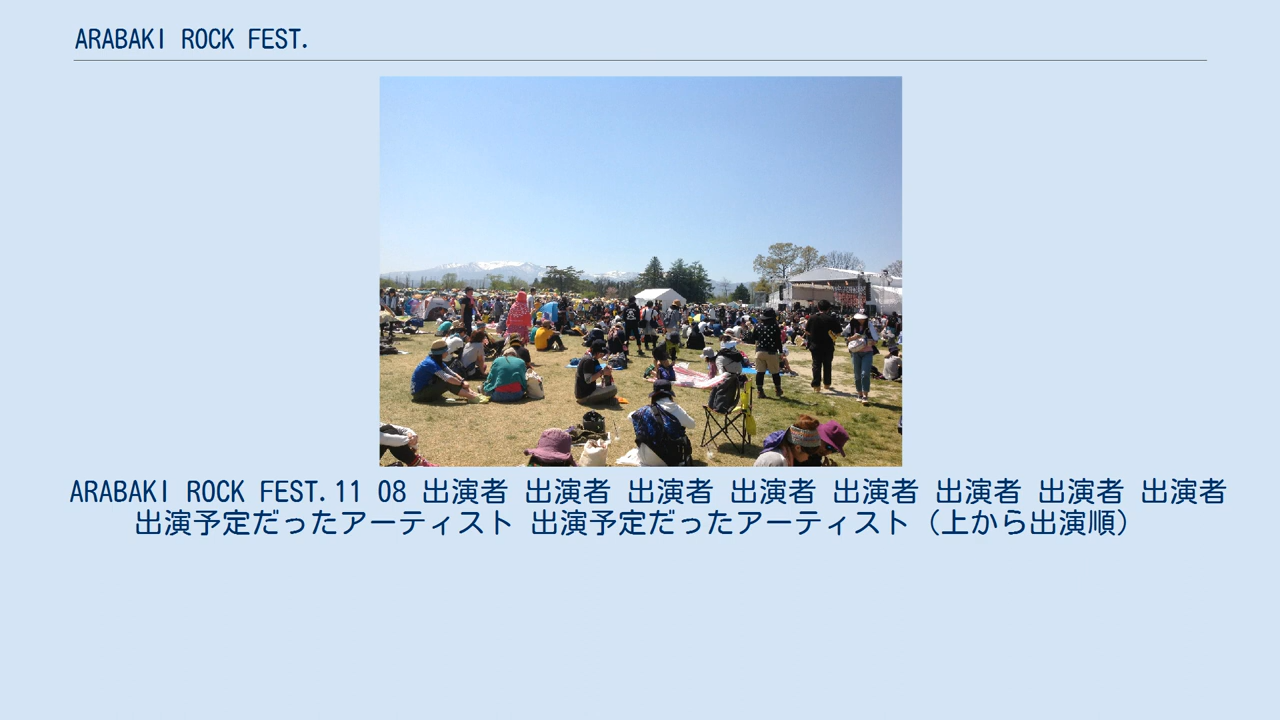 ARABAKI ROCK FEST.
ARABAKI ROCK FEST.11 08 出演者 出演者 出演者 出演者 出演者 出演者 出演者 出演者
出演予定だったアーティスト 出演予定だったアーティスト（上から出演順）